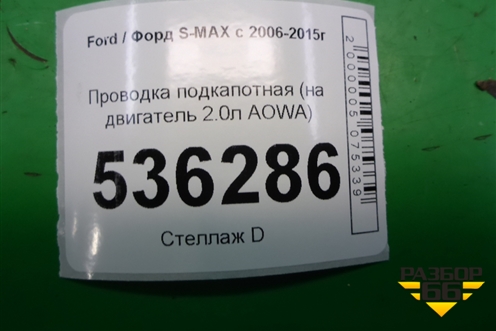 Ford / Форд S-MAX с 2006-2015г
Проводка подкапотная (на
двигатель 2.0л AOWA)
536286
Стеллаж D
2000005075339
РАЗБОР
66